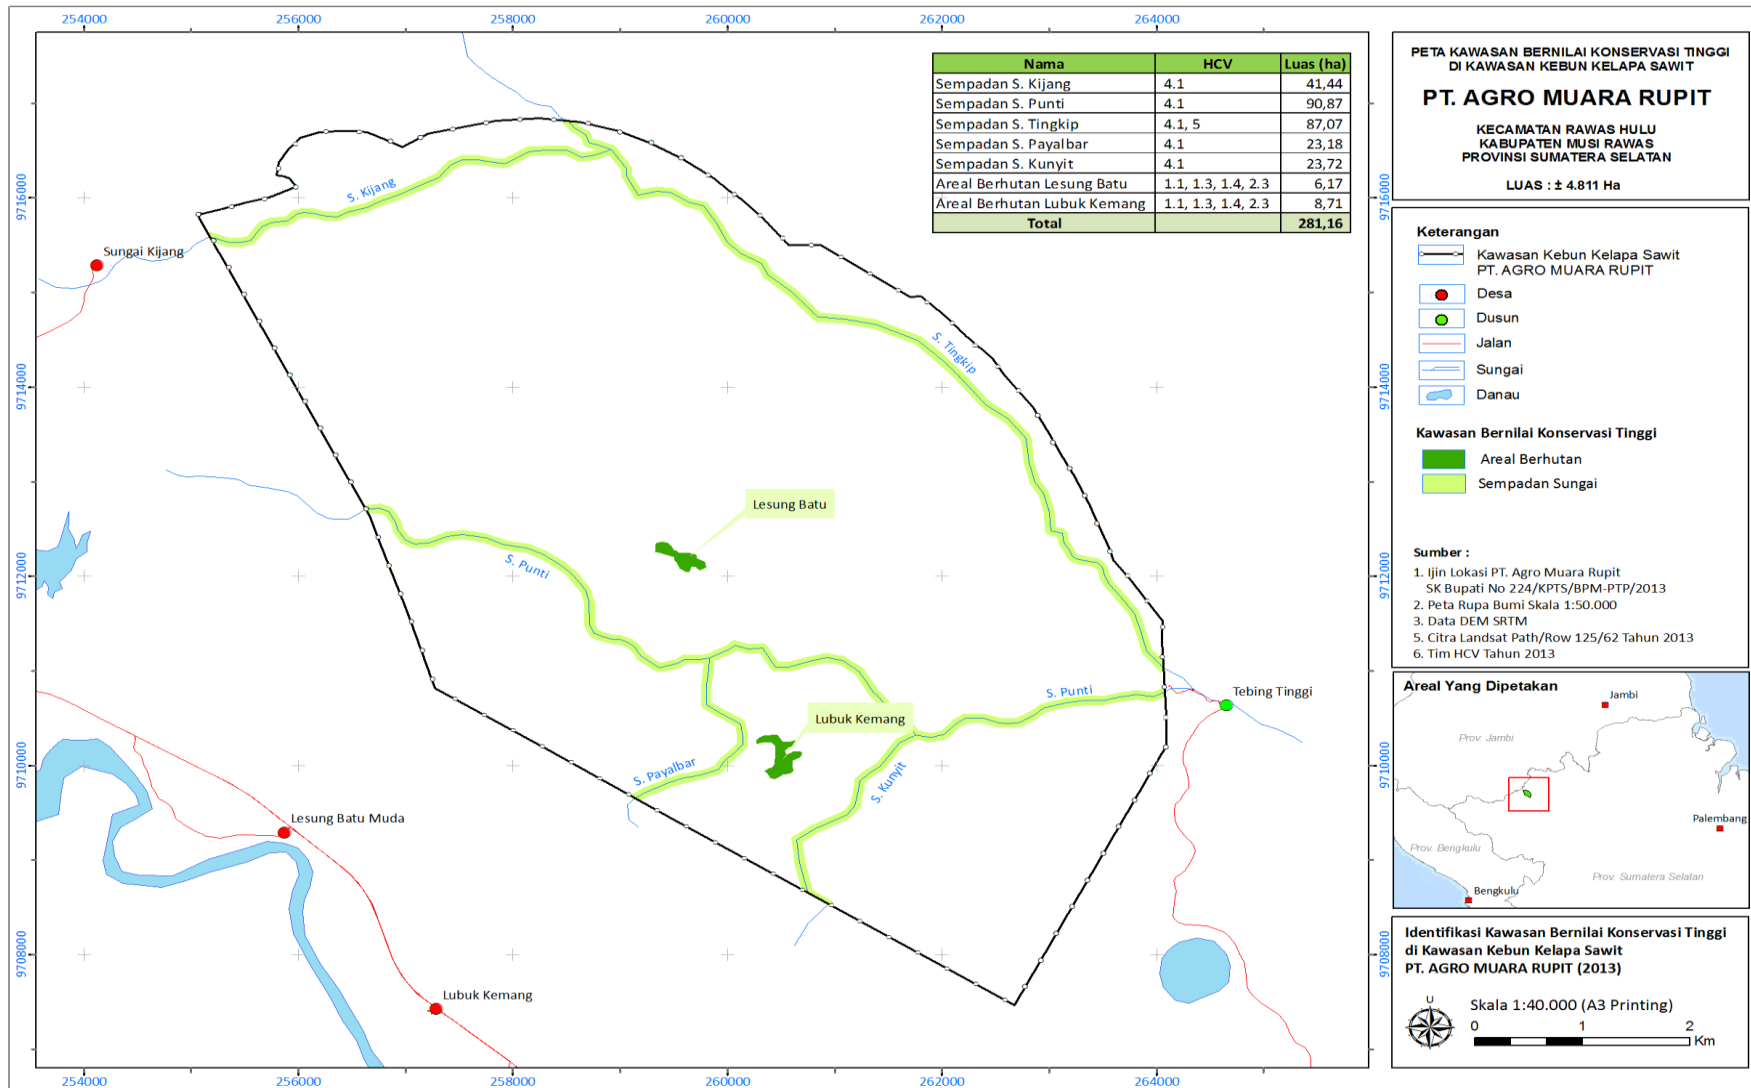 254000 256000 258000 260000 262000 264000
9716000
9714000
9712000
9710000
9708000
9716000
9714000
9712000
9710000
9708000
254000 256000 258000 260000 262000 264000
Nama HCV Luas (ha)
Sempadan S. Kijang 4.1 41,44
Sempadan S. Punti 4.1 90,87
Sempadan S. Tingkip 4.1, 5 87,07
Sempadan S. Payalbar 4.1 23,18
Sempadan S. Kunyit 4.1 23,72
Areal Berhutan Lesung Batu 1.1, 1.3, 1.4, 2.3 6,17
Areal Berhutan Lubuk Kemang 1.1, 1.3, 1.4, 2.3 8,71
Total 281,16
S. Kijang
Sungai Kijang
S. Tingkip
Lesung Batu
S. Punti
S. Punti
Tebing Tinggi
Lubuk Kemang
S. Payalbar
S. Kunyit
Lesung Batu Muda
Lubuk Kemang
PETA KAWASAN BERNILAI KONSERVASI TINGGI
DI KAWASAN KEBUN KELAPA SAWIT
PT. AGRO MUARA RUPIT
KECAMATAN RAWAS HULU
KABUPATEN MUSI RAWAS
PROVINSI SUMATERA SELATAN
LUAS : ± 4.811 Ha
Keterangan
Kawasan Kebun Kelapa Sawit
PT. AGRO MUARA RUPIT
Desa
Dusun
Jalan
Sungai
Danau
Kawasan Bernilai Konservasi Tinggi
Areal Berhutan
Sempadan Sungai
Sumber :
1. Ijin Lokasi PT. Agro Muara Rupit
SK Bupati No 224/KPTS/BPM-PTP/2013
2. Peta Rupa Bumi Skala 1:50.000
3. Data DEM SRTM
5. Citra Landsat Path/Row 125/62 Tahun 2013
6. Tim HCV Tahun 2013
Areal Yang Dipetakan
Jambi
Prov. Jambi
Palembang
Prov. Bengkulu
Prov. Sumatera Selatan
Bengkulu
Identifikasi Kawasan Bernilai Konservasi Tinggi
di Kawasan Kebun Kelapa Sawit
PT. AGRO MUARA RUPIT (2013)
U
Skala 1:40.000 (A3 Printing)
0 1 2
Km